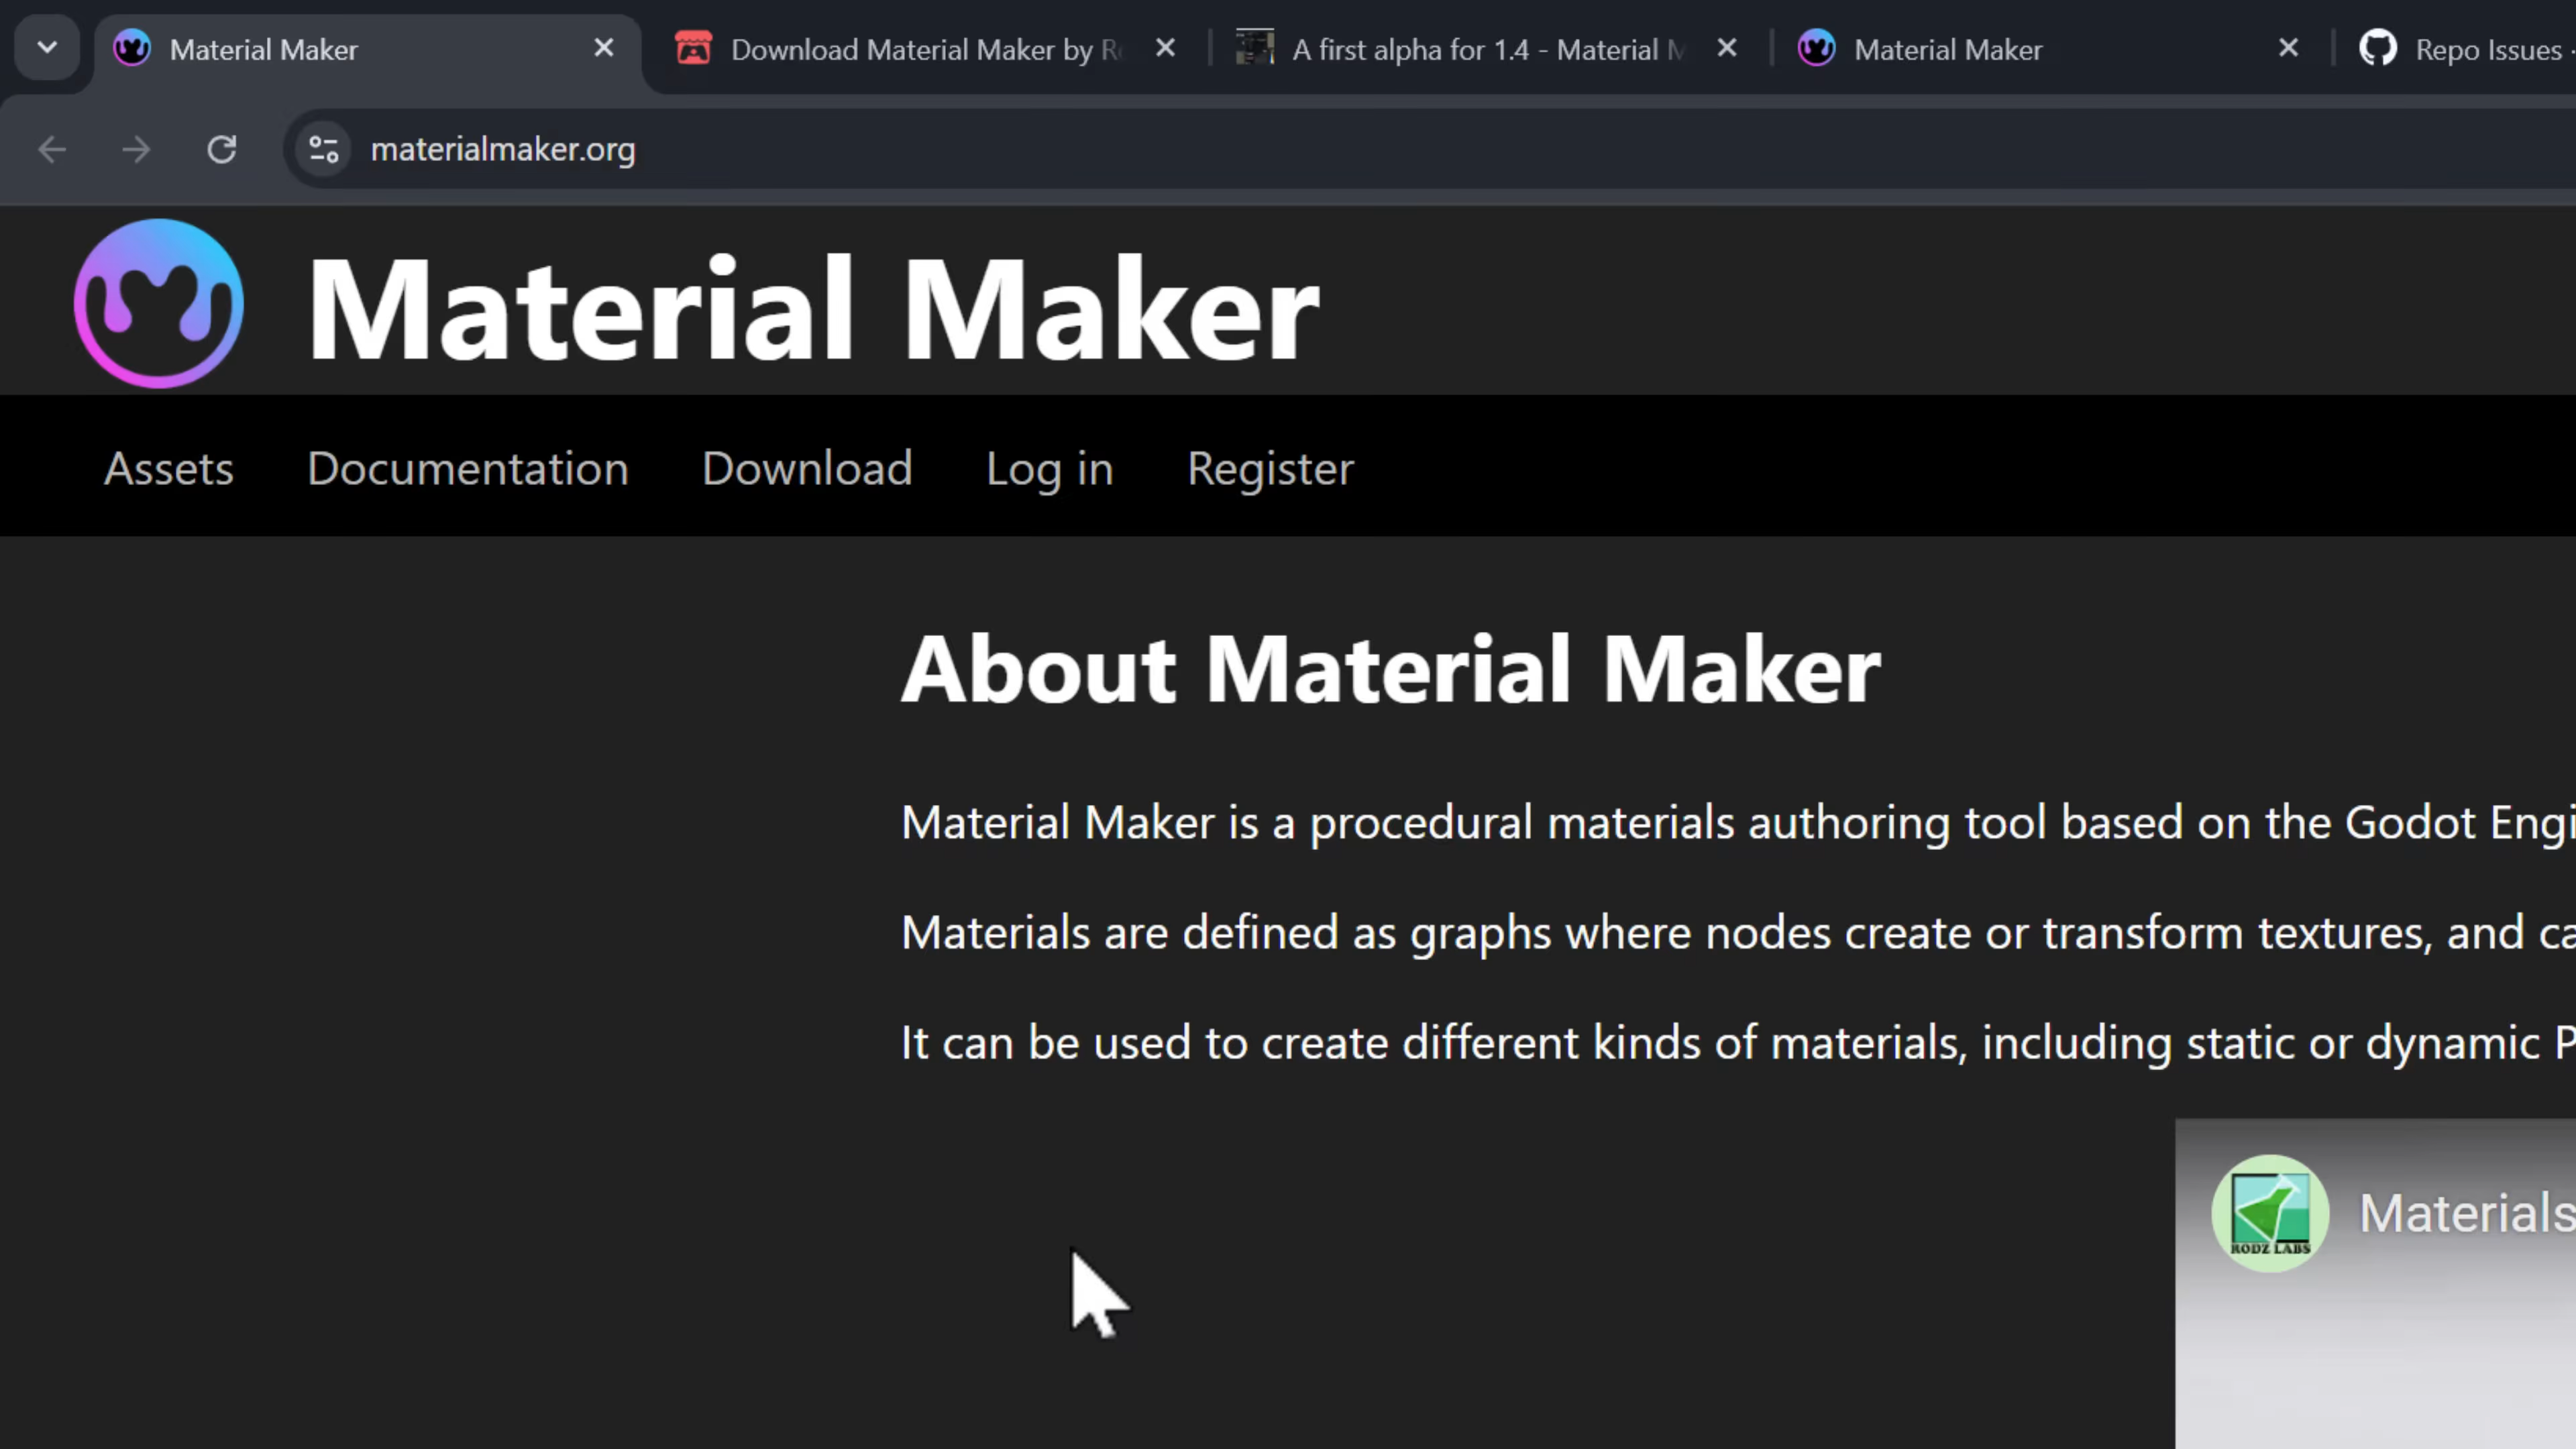 Material Maker
Download Material Maker by
A first alpha for 1.4 - Material
Material Maker
Repo Issues
materialmaker.org
Material Maker
Assets Documentation Download Log in Register
About Material Maker
Material Maker is a procedural materials authoring tool based on the Godot
Materials are defined as graphs where nodes create or transform textures, and
It can be used to create different kinds of materials, including static or dynamic
RODZ LABS
Materials